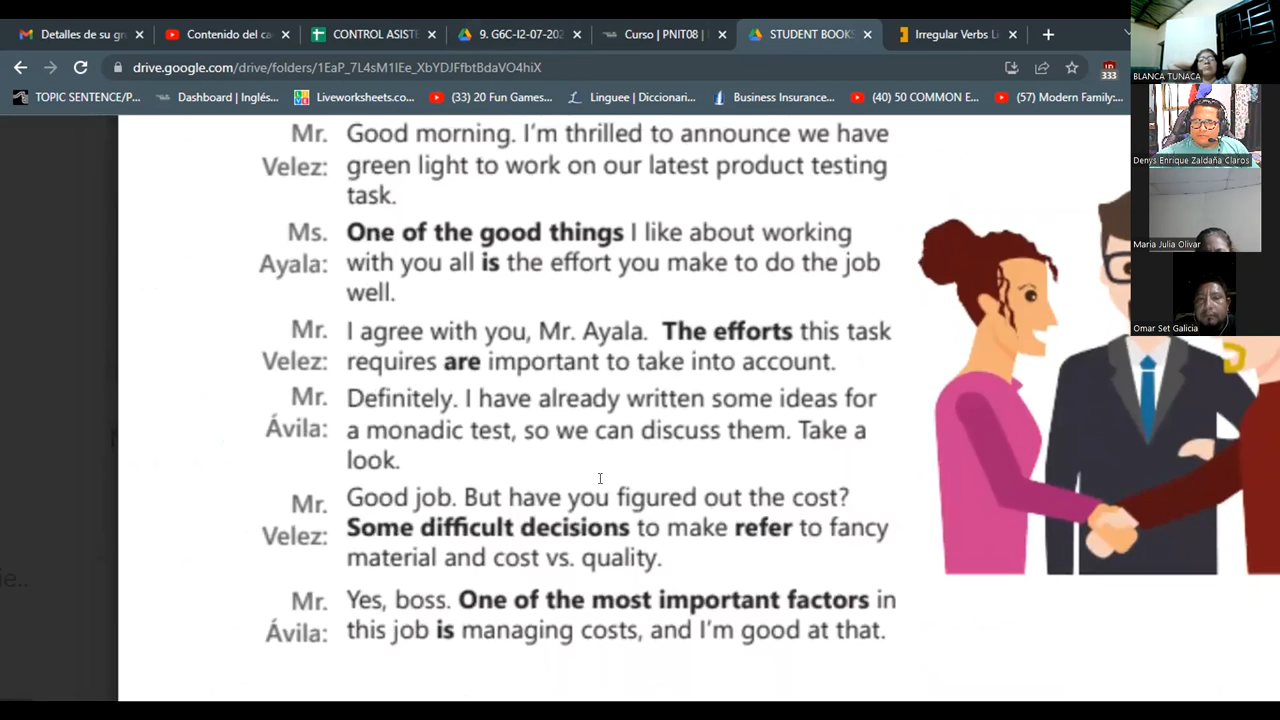 Detalles de su gn
Contenido del ca
CONTROL ASIST
9. G6C-I2-07-202
Curso | PNIT08 |
STUDENT BOOKS
Irregular Verbs Li
drive.google.com/drive/folders/1EaP_7L4sM1IEe_XbYDJFfbtBdaVO4hiX
333
TOPIC SENTENCE/P...
Dashboard | Inglés...
Liveworksheets.co...
(33) 20 Fun Games...
Linguee | Diccionari...
Business Insurance...
(40) 50 COMMON E...
(57) Modern Family:...
BLANCA TUNACA
Denys Enrique Zaldaña Claros
Maria Julia Olivar
Omar Set Galicia
Mr. Good morning. I'm thrilled to announce we have
Velez: green light to work on our latest product testing
task.
Ms. One of the good things I like about working
Ayala: with you all is the effort you make to do the job
well.
Mr. I agree with you, Mr. Ayala. The efforts this task
Velez: requires are important to take into account.
Mr. Definitely. I have already written some ideas for
Ávila: a monadic test, so we can discuss them. Take a
look.
Mr. Good job. But have you figured out the cost?
Velez: Some difficult decisions to make refer to fancy
material and cost vs. quality.
Mr. Yes, boss. One of the most important factors in
Ávila: this job is managing costs, and I'm good at that.